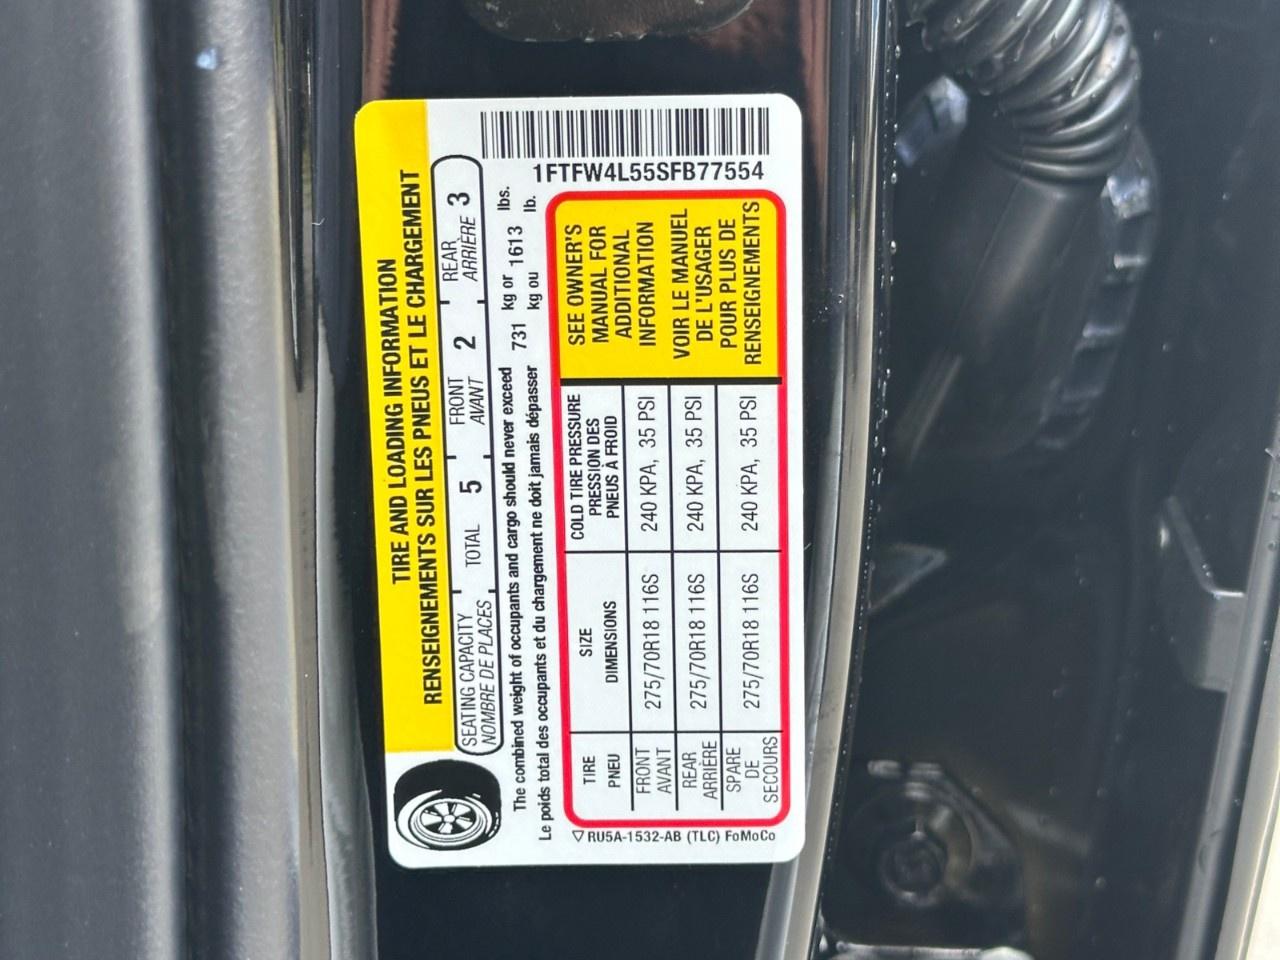 TIRE AND LOADING INFORMATION
RENSEIGNEMENTS SUR LES PNEUS ET LE CHARGEMENT
SEATING CAPACITY TOTAL 5 FRONT 2 REAR 3
NOMBRE DE PLACES AVANT ARRIÈRE
The combined weight of occupants and cargo should never exceed 731 kg or 1613 lbs.
Le poids total des occupants et du chargement ne doit jamais dépasser kg ou lb.
1FTFW4L55SFB77554
TIRE SIZE COLD TIRE PRESSURE
PNEU DIMENSIONS PRESSION DES
PNEUS À FROID
FRONT
AVANT 275/70R18 116S 240 KPA, 35 PSI
REAR
ARRIÈRE 275/70R18 116S 240 KPA, 35 PSI
SPARE
DE
SECOURS 275/70R18 116S 240 KPA, 35 PSI
SEE OWNER'S
MANUAL FOR
ADDITIONAL
INFORMATION
VOIR LE MANUEL
DE L'USAGER
POUR PLUS DE
RENSEIGNEMENTS
▽ RU5A-1532-AB (TLC) FoMoCo